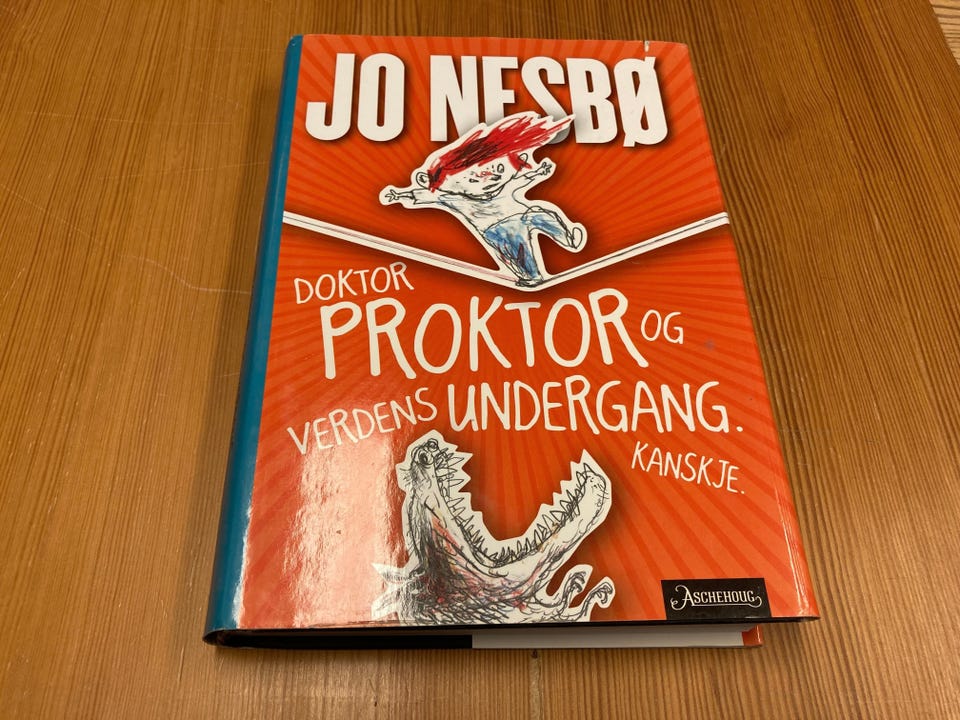 JO NESBØ
DOKTOR
PROKTOR OG
VERDENS UNDERGANG.
KANSKJE.
ASCHEHOUG